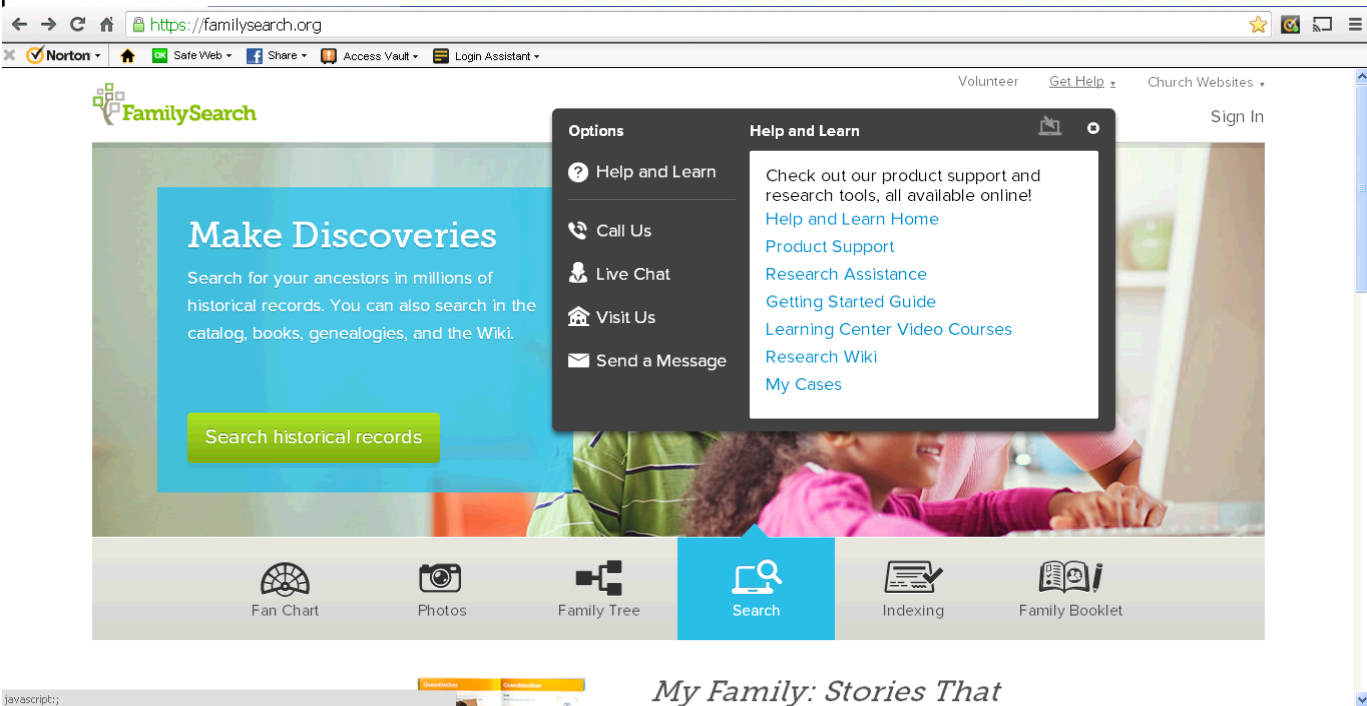 https://familysearch.org
Norton
Safe Web
Share
Access Vault
Login Assistant
Volunteer
Get Help
Church Websites
FamilySearch
Sign In
Options
Help and Learn
Call Us
Live Chat
Visit Us
Send a Message
Help and Learn
Check out our product support and
research tools, all available online!
Help and Learn Home
Product Support
Research Assistance
Getting Started Guide
Learning Center Video Courses
Research Wiki
My Cases
Make Discoveries
Search for your ancestors in millions of
historical records. You can also search in the
catalog, books, genealogies, and the Wiki.
Search historical records
Fan Chart
Photos
Family Tree
Search
Indexing
Family Booklet
Grandmother
My Family: Stories That
javascript:;